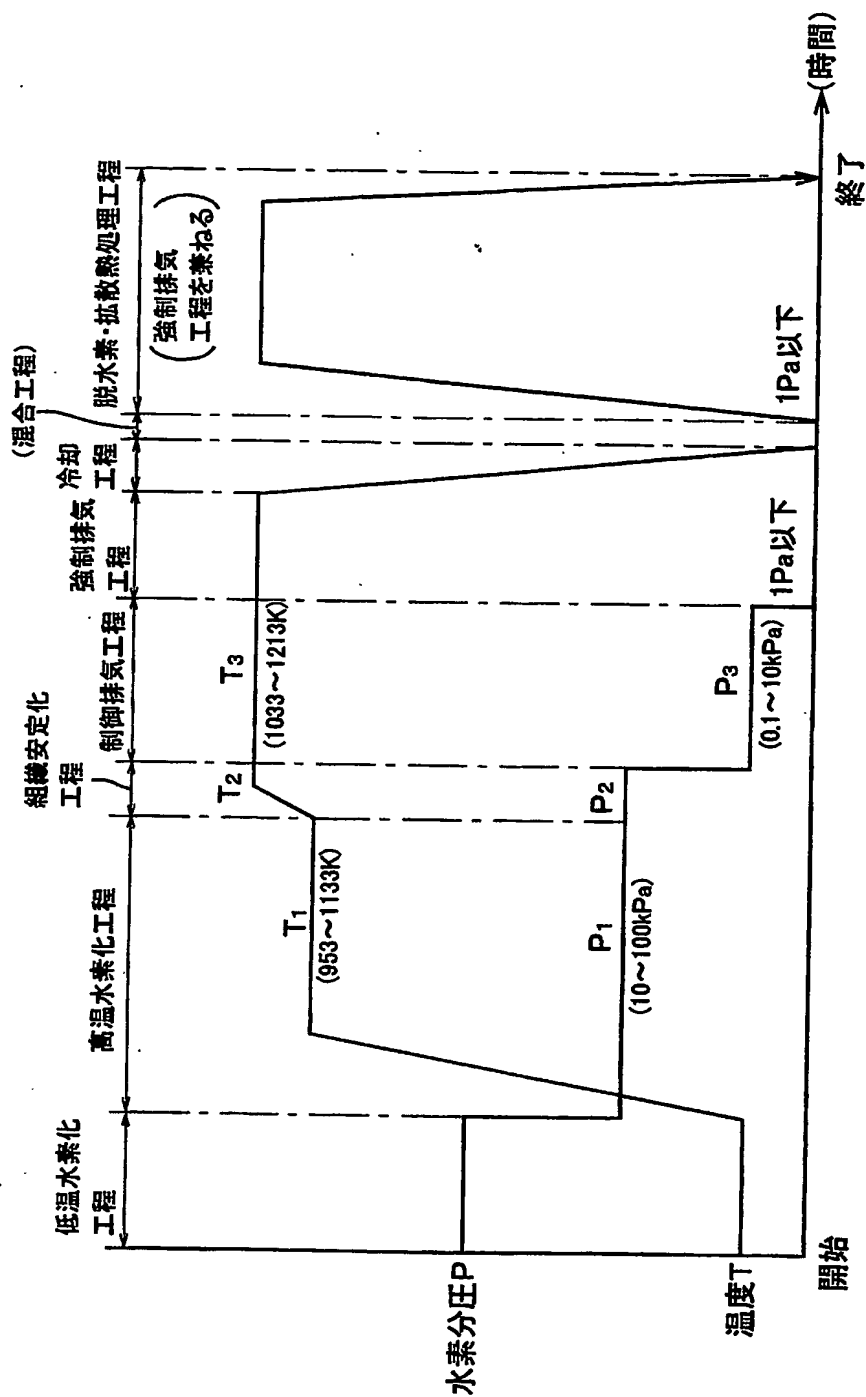 低温水素化
工程
高温水素化工程
組織安定化
工程
制御排気工程
強制排気
工程
冷却
工程
(混合工程)
脱水素・拡散熱処理工程
(強制排気
工程を兼ねる)
T1
(953~1133K)
T2
T3
(1033~1213K)
P1
(10~100kPa)
P2
P3
(0.1~10kPa)
1Pa以下
1Pa以下
水素分圧P
温度T
開始
終了
(時間)